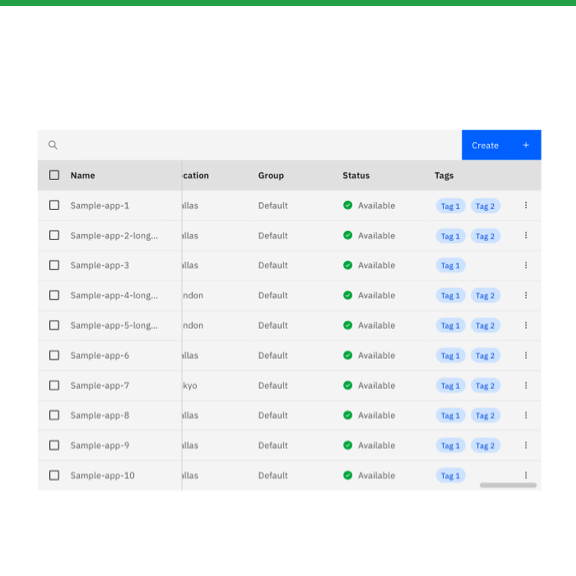 Create +
Name cation Group Status Tags
Sample-app-1 allas Default Available Tag 1 Tag 2
Sample-app-2-long... allas Default Available Tag 1 Tag 2
Sample-app-3 allas Default Available Tag 1
Sample-app-4-long... ndon Default Available Tag 1 Tag 2
Sample-app-5-long... ndon Default Available Tag 1 Tag 2
Sample-app-6 allas Default Available Tag 1 Tag 2
Sample-app-7 kyo Default Available Tag 1 Tag 2
Sample-app-8 allas Default Available Tag 1 Tag 2
Sample-app-9 allas Default Available Tag 1 Tag 2
Sample-app-10 allas Default Available Tag 1